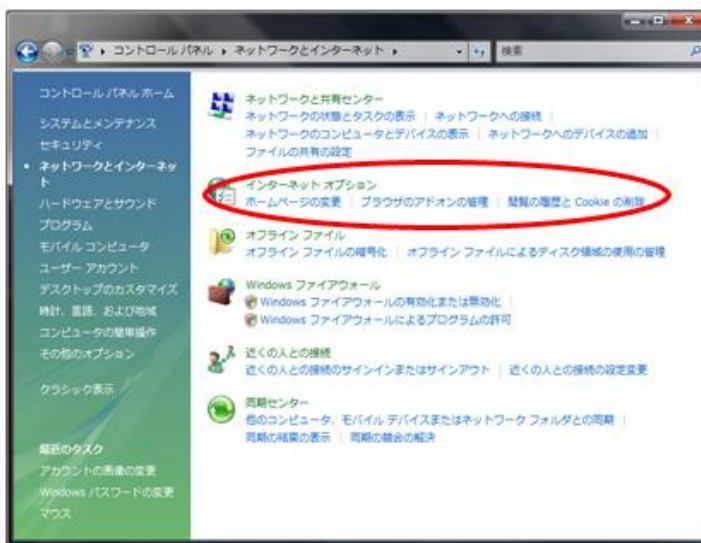 コントロール パネル ▸ ネットワークとインターネット ▸
検索
コントロール パネル ホーム
システムとメンテナンス
セキュリティ
• ネットワークとインターネッ
ト
ハードウェアとサウンド
プログラム
モバイル コンピュータ
ユーザー アカウント
デスクトップのカスタマイズ
時計、言語、および地域
コンピュータの簡単操作
その他のオプション
クラシック表示
最近のタスク
アカウントの画像の変更
Windows パスワードの変更
マウス
ネットワークと共有センター
ネットワークの状態とタスクの表示 | ネットワークへの接続 |
ネットワークのコンピュータとデバイスの表示 | ネットワークへのデバイスの追加 |
ファイルの共有の設定
インターネット オプション
ホームページの変更 | ブラウザのアドオンの管理 | 閲覧の履歴と Cookie の削除
オフライン ファイル
オフライン ファイルの暗号化 | オフライン ファイルによるディスク領域の使用の管理
Windows ファイアウォール
Windows ファイアウォールの有効化または無効化 |
Windows ファイアウォールによるプログラムの許可
近くの人との接続
近くの人との接続のサインインまたはサインアウト | 近くの人との接続の設定変更
同期センター
他のコンピュータ、モバイル デバイスまたはネットワーク フォルダとの同期 |
同期の結果の表示 | 同期の競合の解決